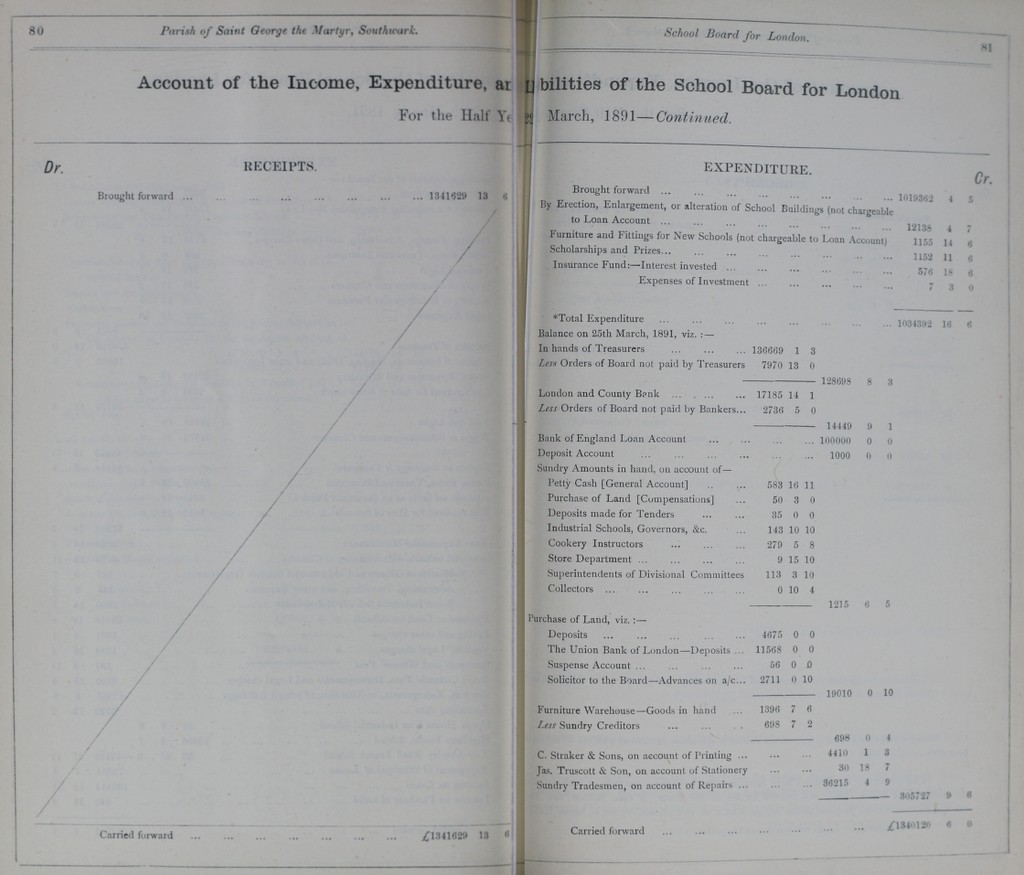 80
Parish of Saint George the Martyr, Southwark.
Account of the Income, Expenditure,
For the Half
Dr.
RECEIPTS.
Brought forward ... ... ... ... ... ... ... 1341629 13 6
Carried forward ... ... ... ... ... ... ... £1341629 13 6
School Board for London.
81
bilities of the School Board for London
March, 1891—Continued.
EXPENDITURE.
Cr.
Brought forward ... ... ... ... ... ... ... ... 1019362 4 5
By Erection, Enlargement, or alteration of School Buildings (not chargeable
to Loan Account ... ... ... ... ... ... ... ... 12138 4 7
Furniture and Fittings for New Schools (not chargeable to Loan Account) 1155 14 6
Scholarships and Prizes... ... ... ... ... ... ... ... 1152 11 6
Insurance Fund:—Interest invested ... ... ... ... ... ... 576 18 6
Expenses of Investment ... ... ... ... ... 7 3 0
*Total Expenditure ... ... ... ... ... ... ... ... 1034392 16 6
Balance on 25th March, 1891, viz. :—
In hands of Treasurers ... ... ... 136669 1 3
Less Orders of Board not paid by Treasurers 7970 13 0
128698 8 3
London and County Bank ... ... ... 17185 14 1
Less Orders of Board not paid by Bankers... 2736 5 0
14449 9 1
Bank of England Loan Account ... ... ... ... 100000 0 0
Deposit Account ... ... ... ... ... ... 1000 0 0
Sundry Amounts in hand, on account of—
Petty Cash [General Account] ... ... 583 16 11
Purchase of Land [Compensations] ... 50 3 0
Deposits made for Tenders ... ... 35 0 0
Industrial Schools, Governors, &c. ... 143 10 10
Cookery Instructors ... ... ... 279 5 8
Store Department ... ... ... ... 9 15 10
Superintendents of Divisional Committees 113 3 10
Collectors ... ... ... ... ... 0 10 4
1215 6 5
Purchase of Land, viz. :—
Deposits ... ... ... ... ... 4675 0 0
The Union Bank of London—Deposits ... 11568 0 0
Suspense Account ... ... ... ... 56 0 0
Solicitor to the Board—Advances on a/c... 2711 0 10
19010 0 10
Furniture Warehouse—Goods in hand ... 1396 7 6
Less Sundry Creditors ... ... ... 698 7 2
698 0 4
C. Straker & Sons, on account of Printing ... ... ... 4410 1 3
Jas. Truscott & Son, on account of Stationery ... ... 30 18 7
Sundry Tradesmen, on account of Repairs ... ... ... 36215 4 9
305727 9 6
Carried forward ... ... ... ... ... ... ... ... £1340120 6 0